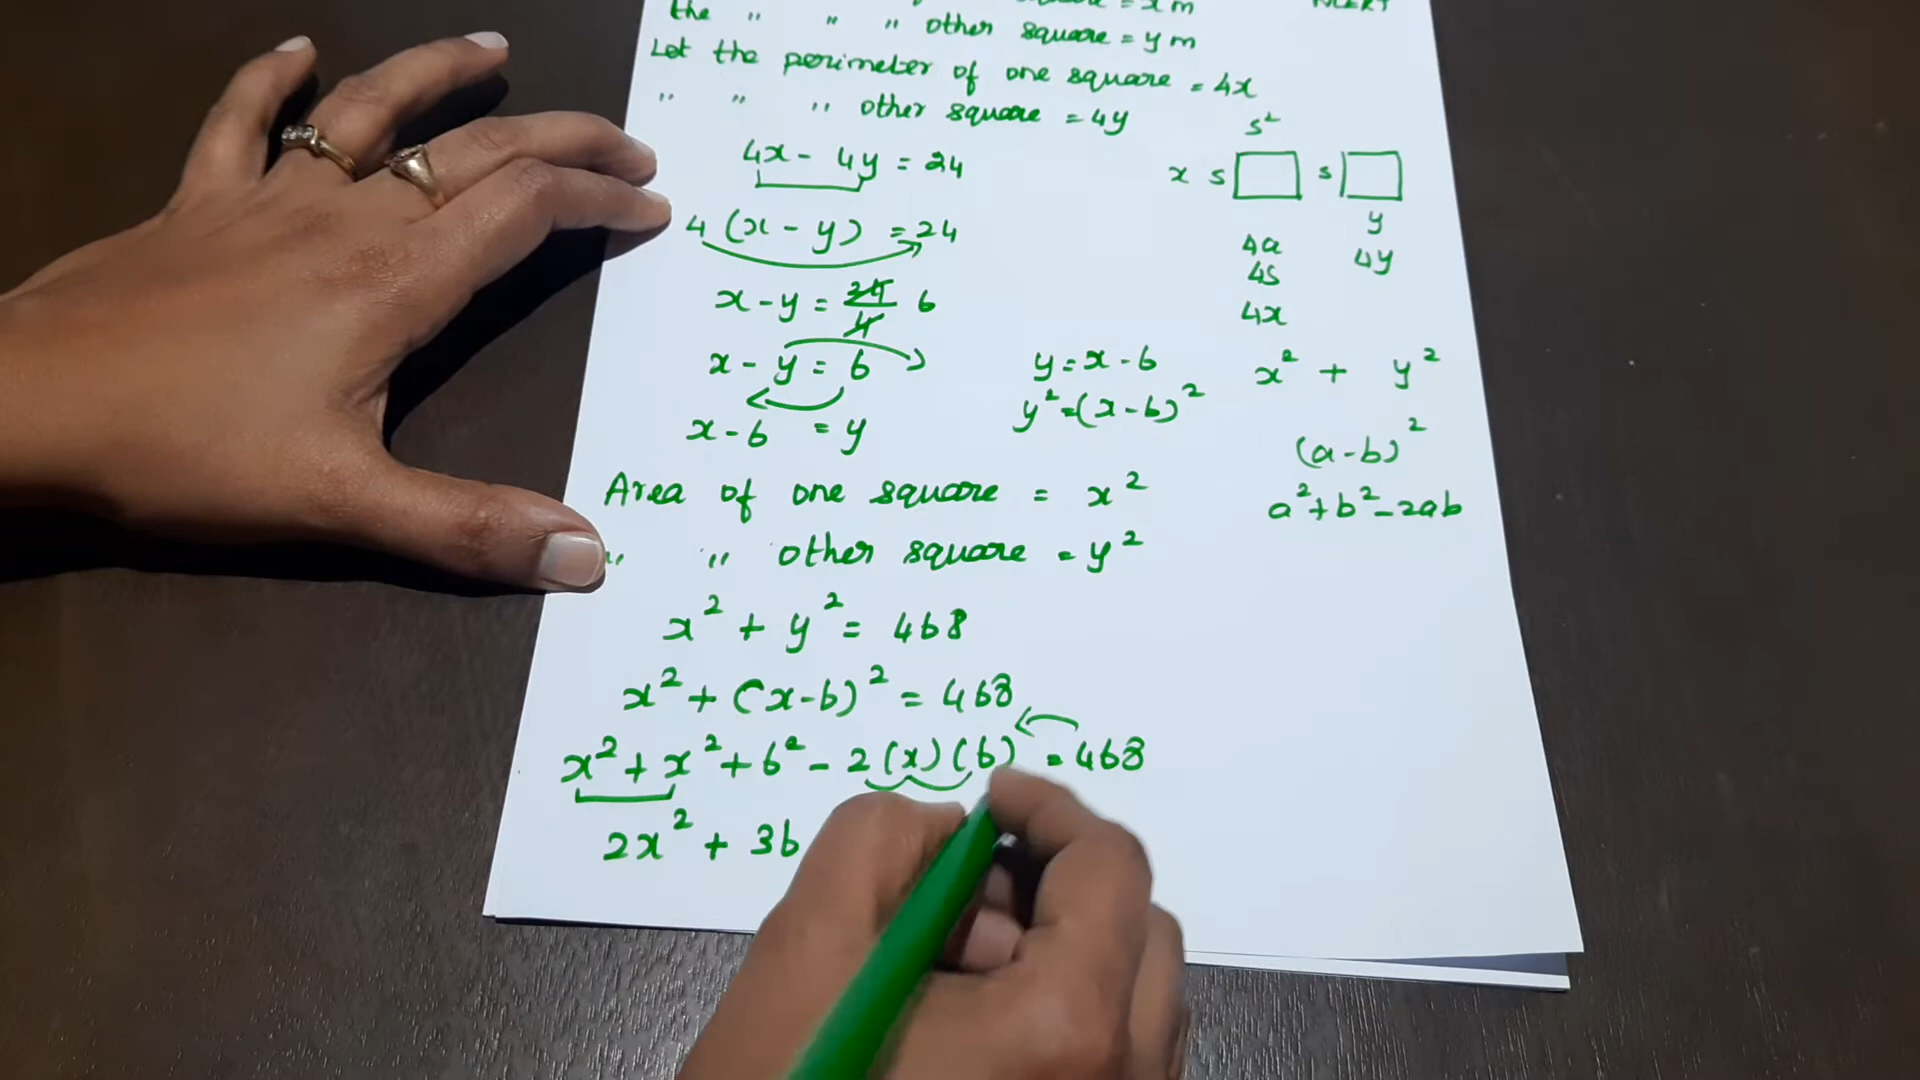 square = x m NCERT
the " " " other square = y m
Let the perimeter of one square = 4x
" " " other square = 4y
s²
4x - 4y = 24
x s s
y
4 (x - y) = 24
4a 4y
4s
x - y = 24/4 6
4x
x - y = 6
y = x - 6
x² + y²
y² = (x - 6)²
x - 6 = y
(a - b)²
Area of one square = x²
a² + b² - 2ab
" " other square = y²
x² + y² = 468
x² + (x - 6)² = 468
x² + x² + 6² - 2(x)(6) = 468
2x² + 36